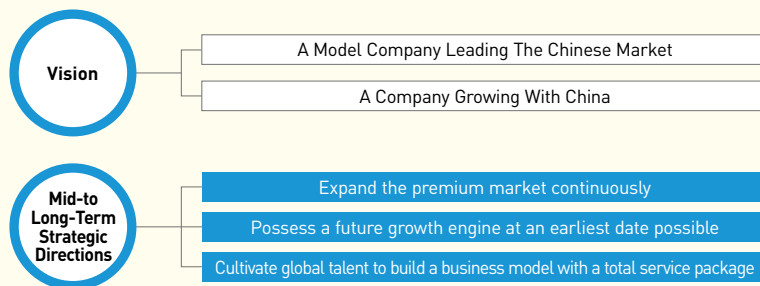 Vision
A Model Company Leading The Chinese Market
A Company Growing With China
Mid-to
Long-Term
Strategic
Directions
Expand the premium market continuously
Possess a future growth engine at an earliest date possible
Cultivate global talent to build a business model with a total service package